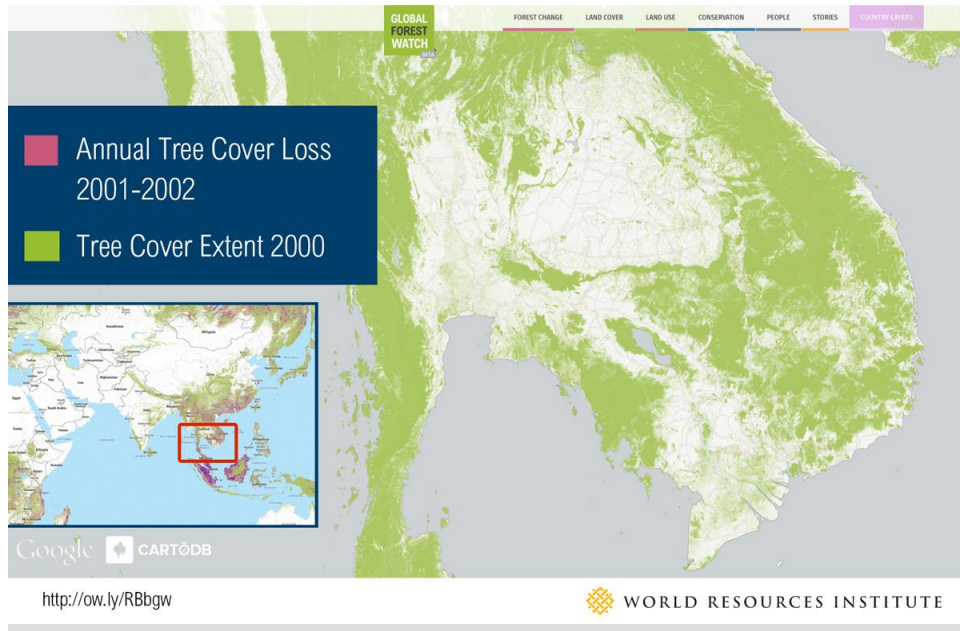 GLOBAL
FOREST
WATCH
BETA
FOREST CHANGE LAND COVER LAND USE CONSERVATION PEOPLE STORIES COUNTRY LAYERS
Annual Tree Cover Loss
2001-2002
Tree Cover Extent 2000
Google CARTODB
http://ow.ly/RBbgw
WORLD RESOURCES INSTITUTE